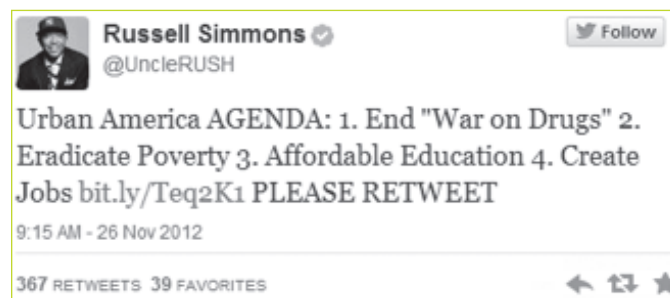 Russell Simmons
Follow
@UncleRUSH
Urban America AGENDA: 1. End "War on Drugs" 2.
Eradicate Poverty 3. Affordable Education 4. Create
Jobs bit.ly/Teq2K1 PLEASE RETWEET
9:15 AM - 26 Nov 2012
367 RETWEETS 39 FAVORITES